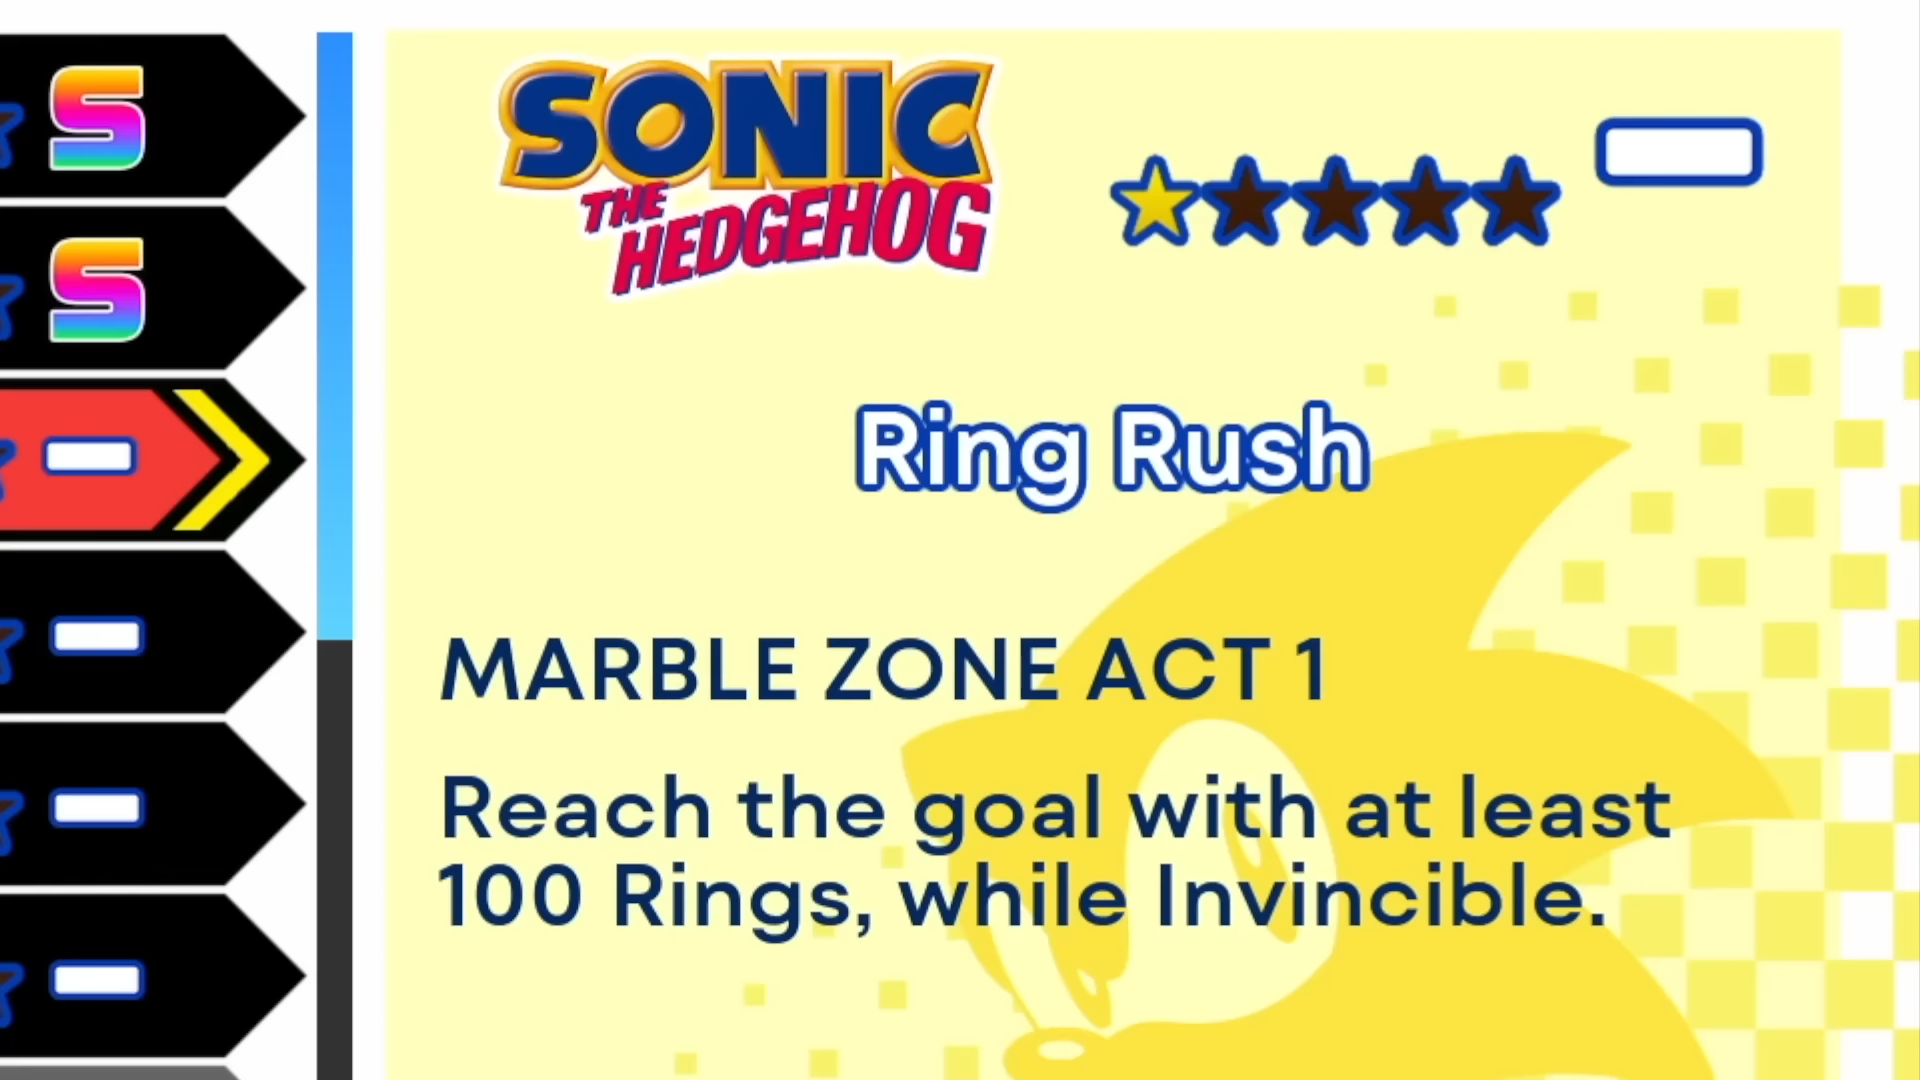 S
S
SONIC
THE
HEDGEHOG
Ring Rush
MARBLE ZONE ACT 1
Reach the goal with at least
100 Rings, while Invincible.